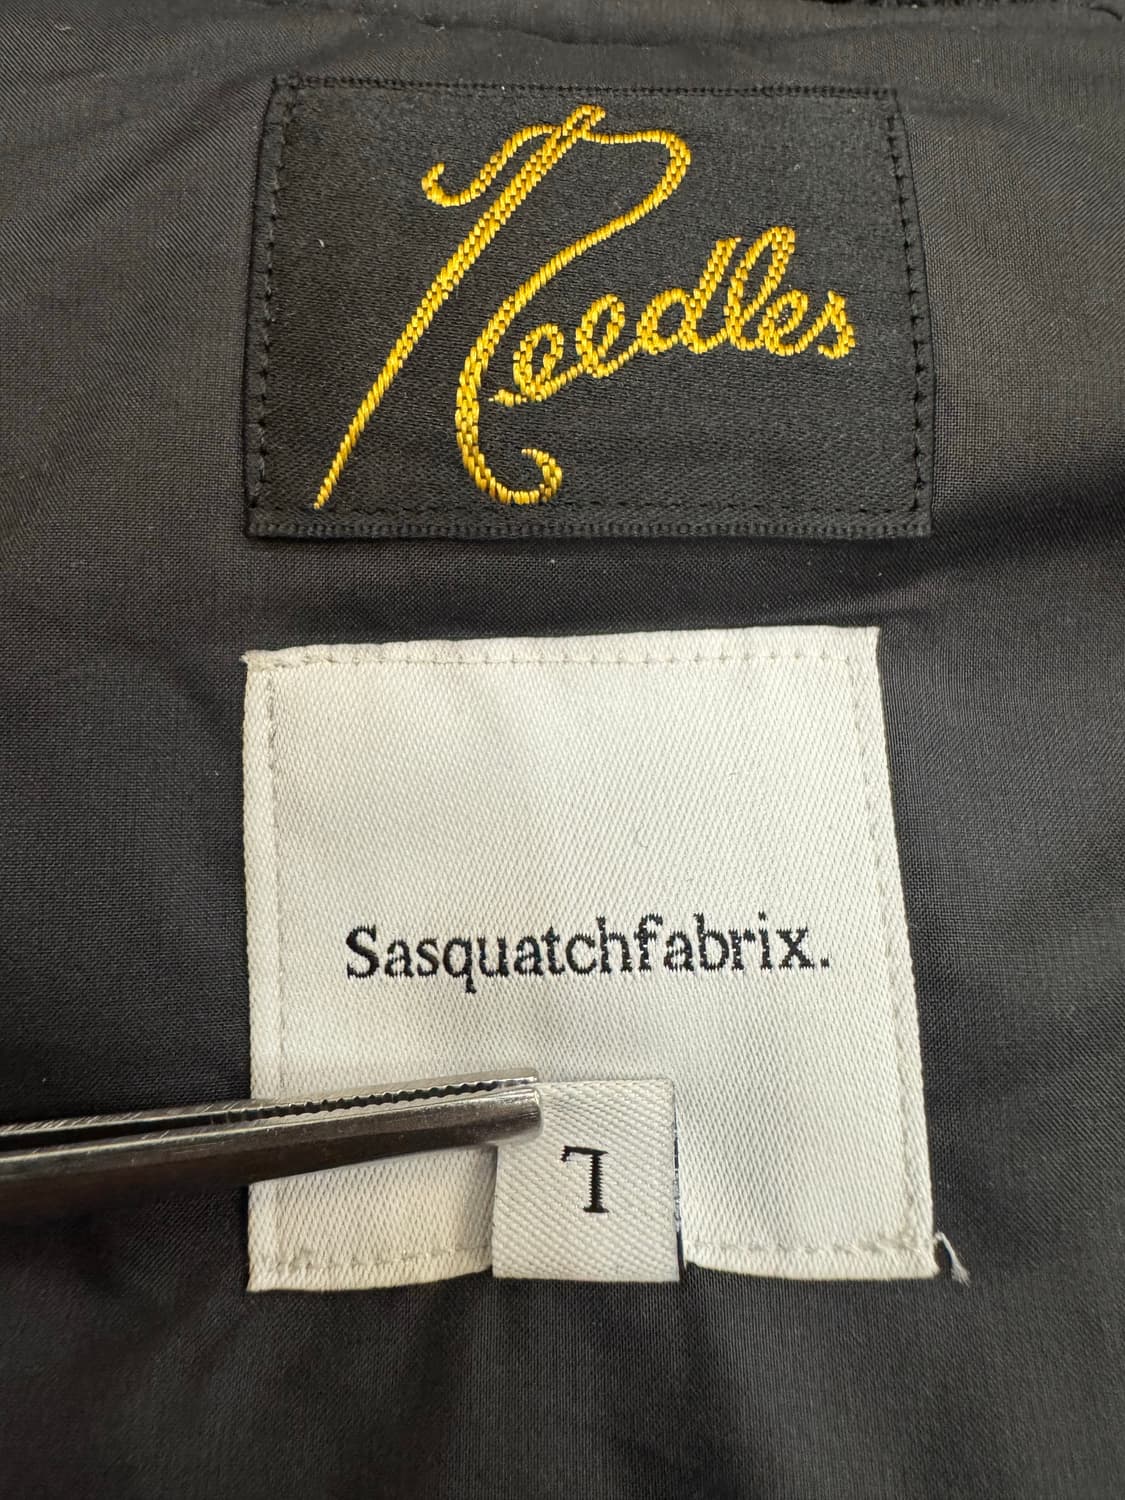 Needles
Sasquatchfabrix.
L